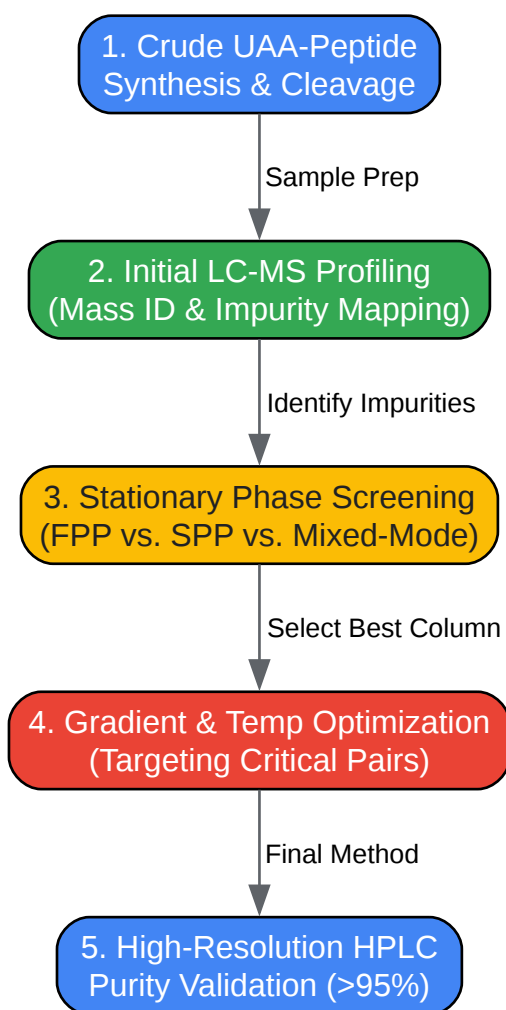 1. Crude UAA-Peptide
Synthesis & Cleavage
Sample Prep
2. Initial LC-MS Profiling
(Mass ID & Impurity Mapping)
Identify Impurities
3. Stationary Phase Screening
(FPP vs. SPP vs. Mixed-Mode)
Select Best Column
4. Gradient & Temp Optimization
(Targeting Critical Pairs)
Final Method
5. High-Resolution HPLC
Purity Validation (>95%)